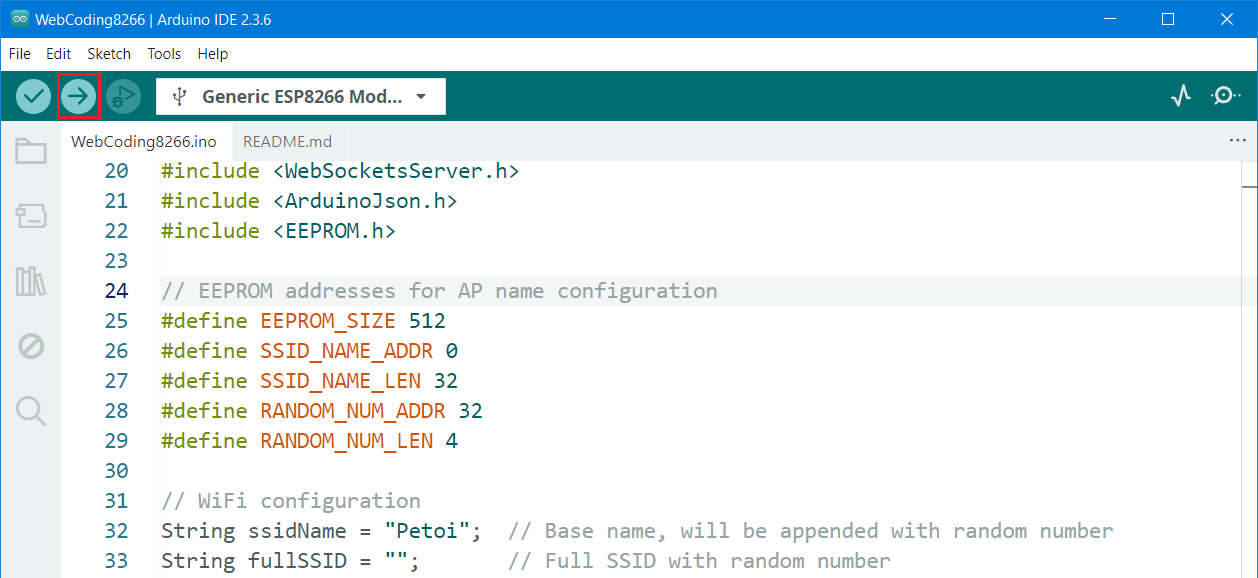 WebCoding8266 | Arduino IDE 2.3.6
File Edit Sketch Tools Help
Generic ESP8266 Mod...
WebCoding8266.ino README.md
20 #include <WebSocketsServer.h>
21 #include <ArduinoJson.h>
22 #include <EEPROM.h>
23
24 // EEPROM addresses for AP name configuration
25 #define EEPROM_SIZE 512
26 #define SSID_NAME_ADDR 0
27 #define SSID_NAME_LEN 32
28 #define RANDOM_NUM_ADDR 32
29 #define RANDOM_NUM_LEN 4
30
31 // WiFi configuration
32 String ssidName = "Petoi"; // Base name, will be appended with random number
33 String fullSSID = ""; // Full SSID with random number